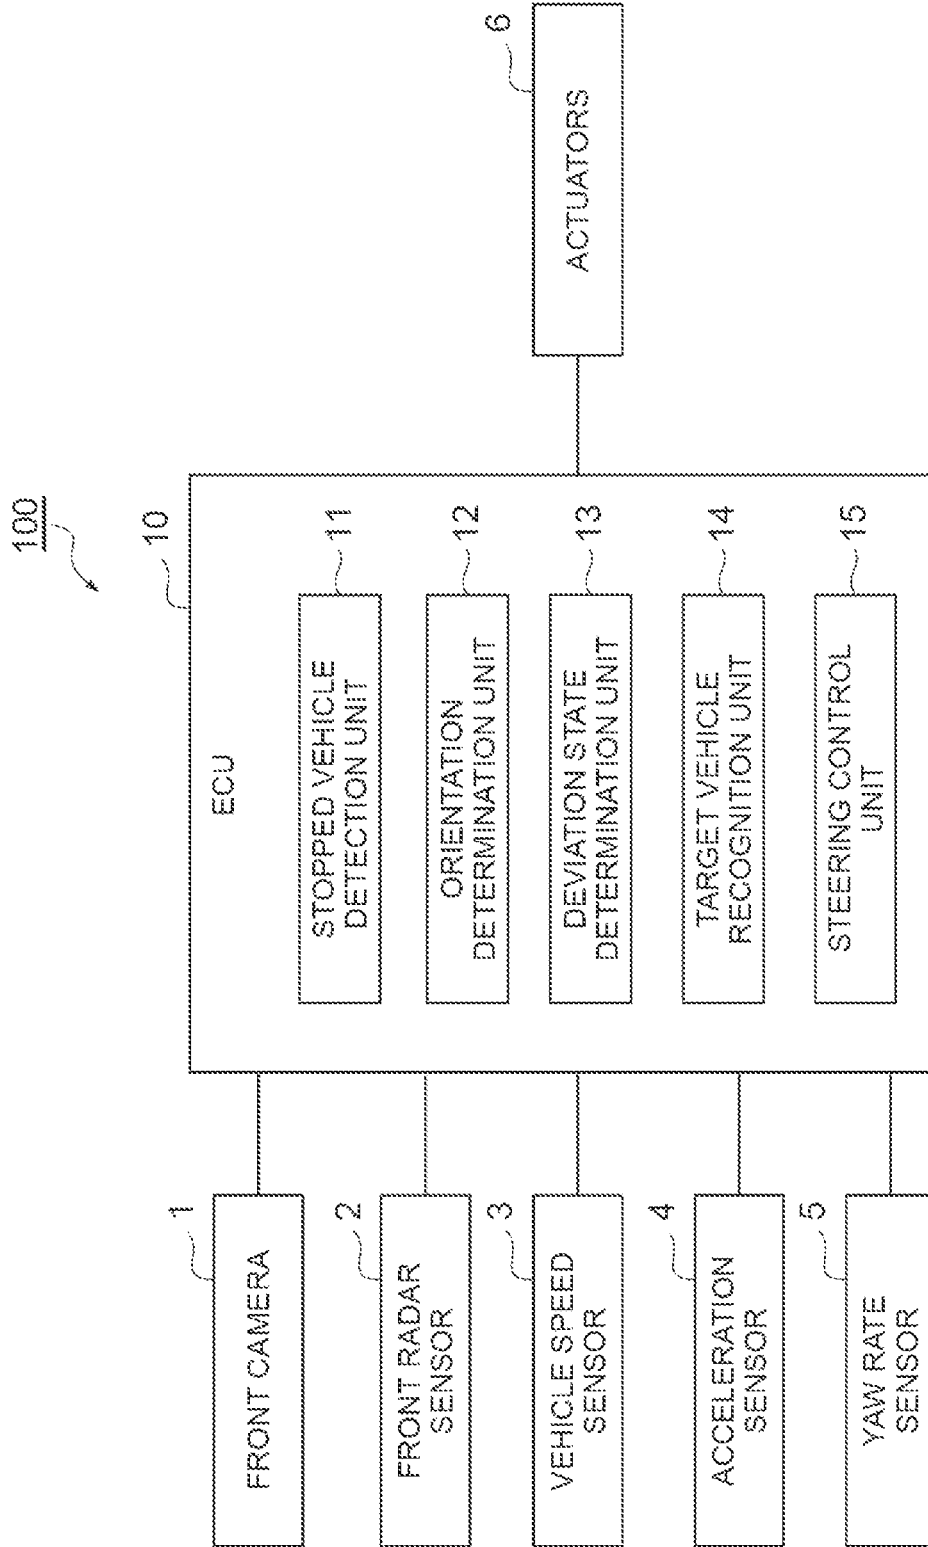 100
1
FRONT CAMERA
2
FRONT RADAR
SENSOR
3
VEHICLE SPEED
SENSOR
4
ACCELERATION
SENSOR
5
YAW RATE
SENSOR
10
ECU
11
STOPPED VEHICLE
DETECTION UNIT
12
ORIENTATION
DETERMINATION UNIT
13
DEVIATION STATE
DETERMINATION UNIT
14
TARGET VEHICLE
RECOGNITION UNIT
15
STEERING CONTROL
UNIT
6
ACTUATORS